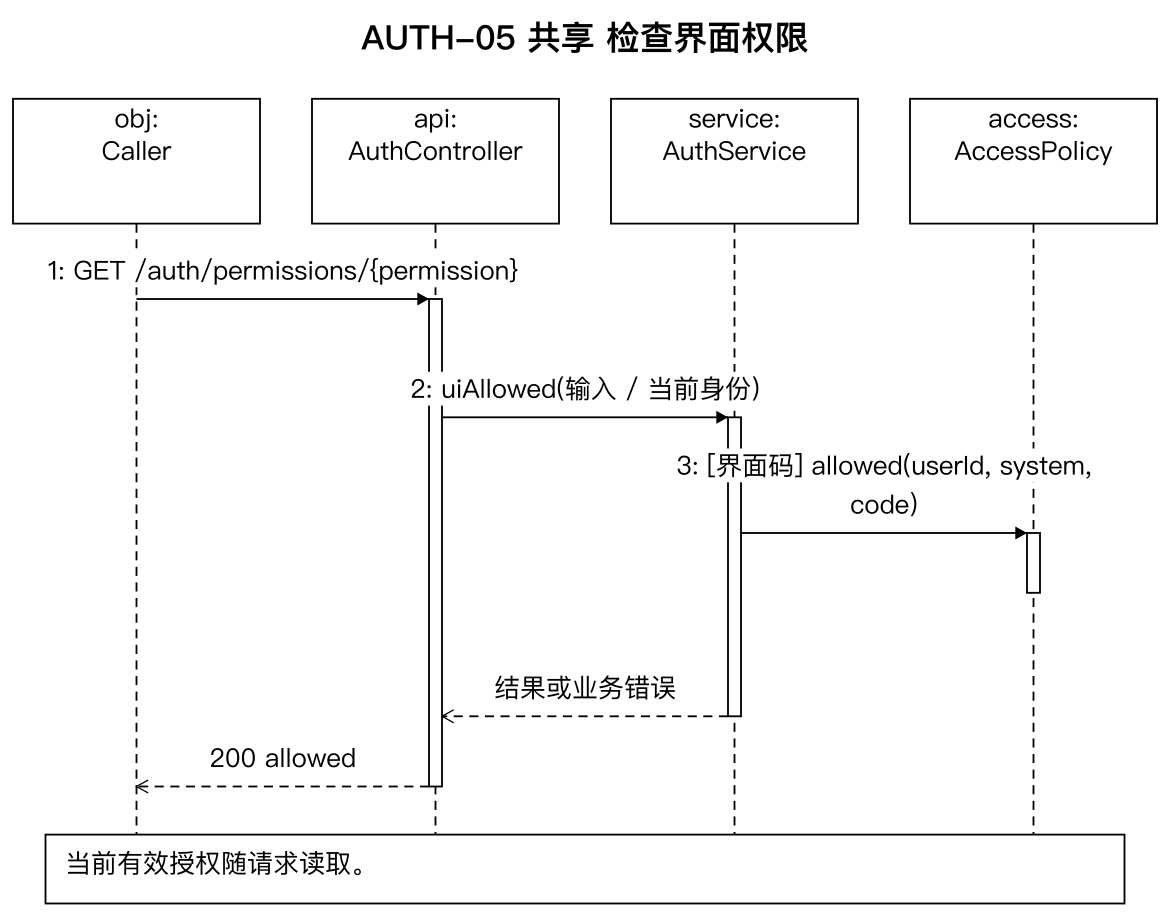 AUTH-05 共享 检查界面权限
obj:
Caller
api:
AuthController
service:
AuthService
access:
AccessPolicy
1: GET /auth/permissions/{permission}
2: uiAllowed(输入 / 当前身份)
3: [界面码] allowed(userId, system,
code)
结果或业务错误
200 allowed
当前有效授权随请求读取。